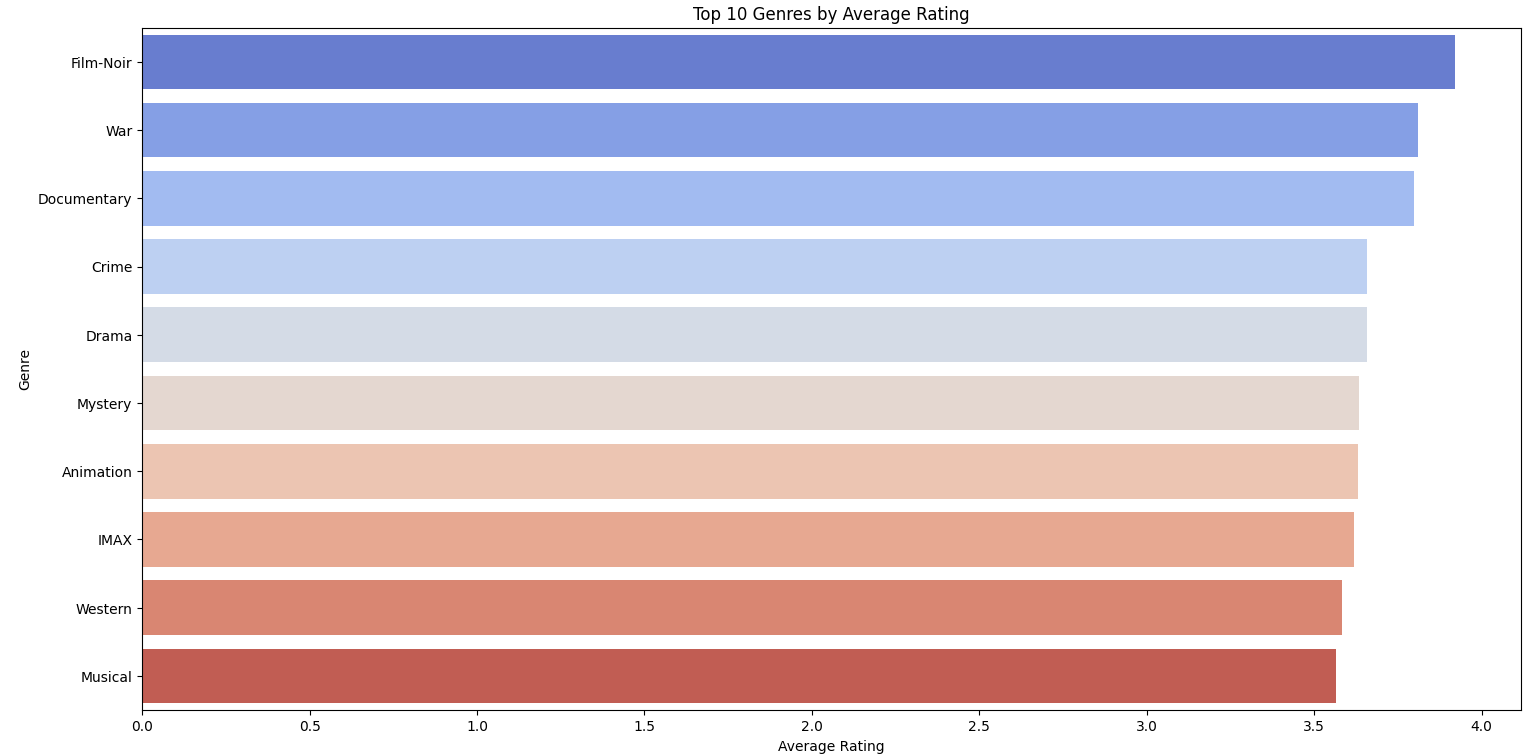 Top 10 Genres by Average Rating
Genre
Film-Noir
War
Documentary
Crime
Drama
Mystery
Animation
IMAX
Western
Musical
0.0 0.5 1.0 1.5 2.0 2.5 3.0 3.5 4.0
Average Rating